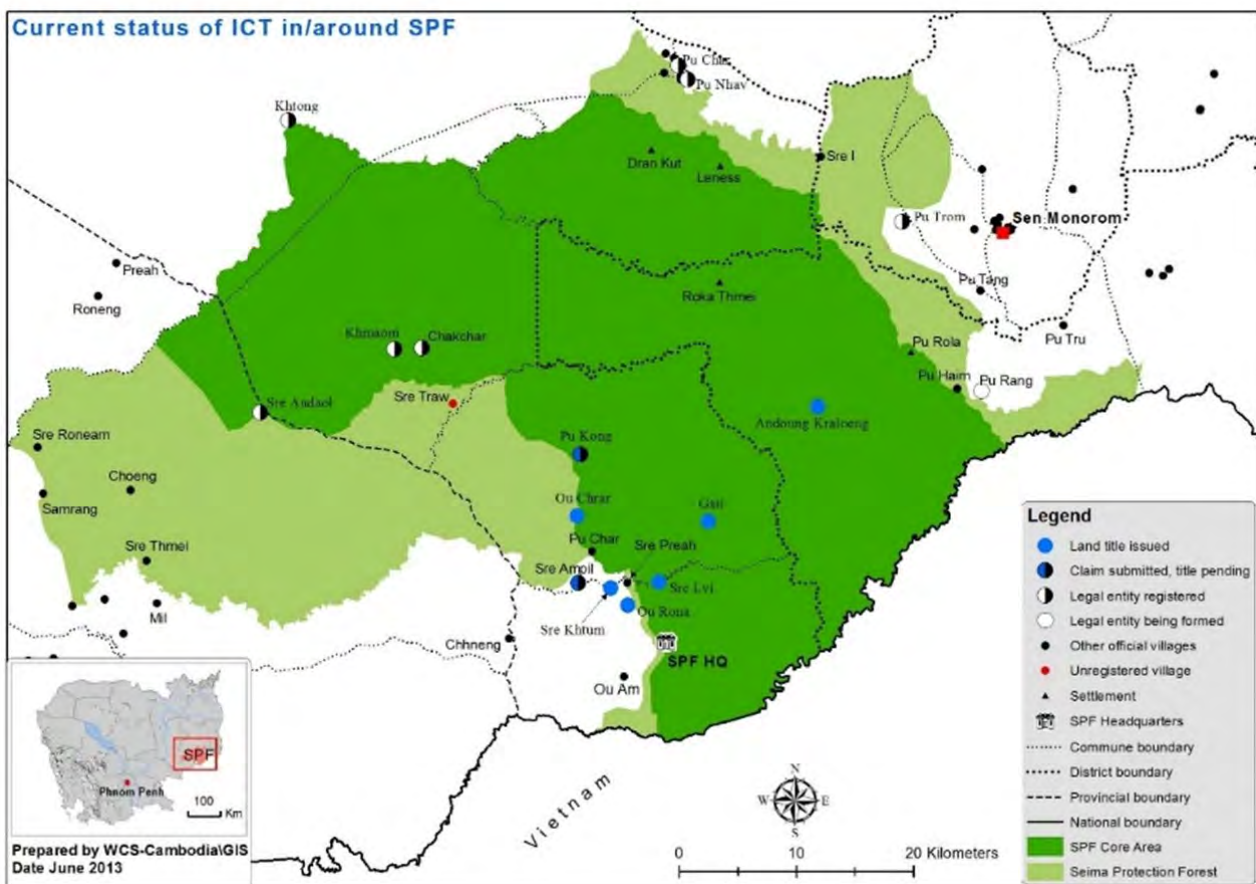 Current status of ICT in/around SPF
Pu Char
Pu Nhav
Khtong
Dran Kut
Leness
Sre I
Pu Trom
Sen Monorom
Preah
Roneng
Roka Thmei
Pu Tang
Khmaom
Chakchar
Pu Rola
Pu Tru
Pu Haim
Pu Rang
Sre Andaol
Sre Traw
Andoung Kraloeng
Sre Roneam
Pu Kong
Choeng
Samrang
Ou Chrar
Gati
Pu Char
Sre Preah
Sre Thmei
Sre Ampil
Sre Lvi
Mil
Sre Khtum
Ou Rona
Chhneng
SPF HQ
Ou Am
Vietnam
N
W
E
S
0
10
20 Kilometers
Legend
Land title issued
Claim submitted, title pending
Legal entity registered
Legal entity being formed
Other official villages
Unregistered village
Settlement
SPF Headquarters
Commune boundary
District boundary
Provincial boundary
National boundary
SPF Core Area
Seima Protection Forest
SPF
Phnom Penh
100
Km
Prepared by WCS-Cambodia\GIS
Date June 2013